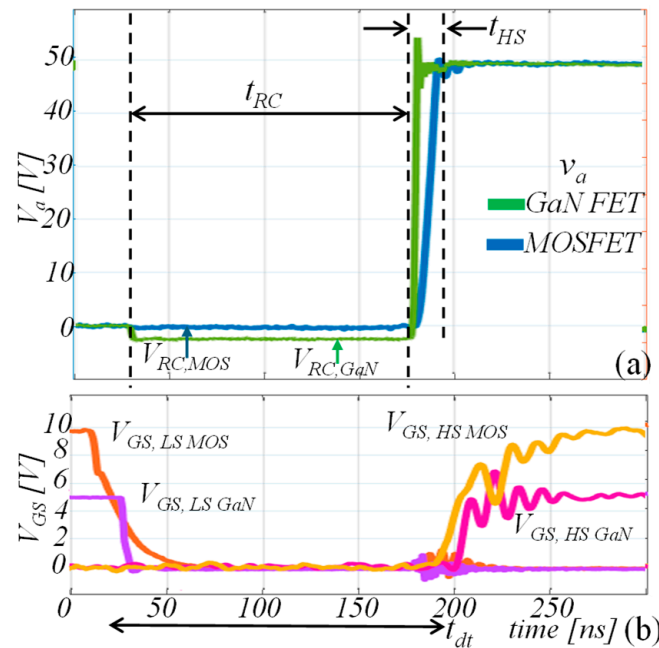 t_HS
50
t_RC
40
V_a [V]
30
v_a
GaN FET
20
MOSFET
10
0
V_RC,MOS
V_RC,GaN
(a)
10
V_GS, LS MOS
V_GS, HS MOS
8
V_GS [V]
6
V_GS, LS GaN
4
V_GS, HS GaN
2
0
0
50
100
150
200
250
t_dt
time [ns]
(b)